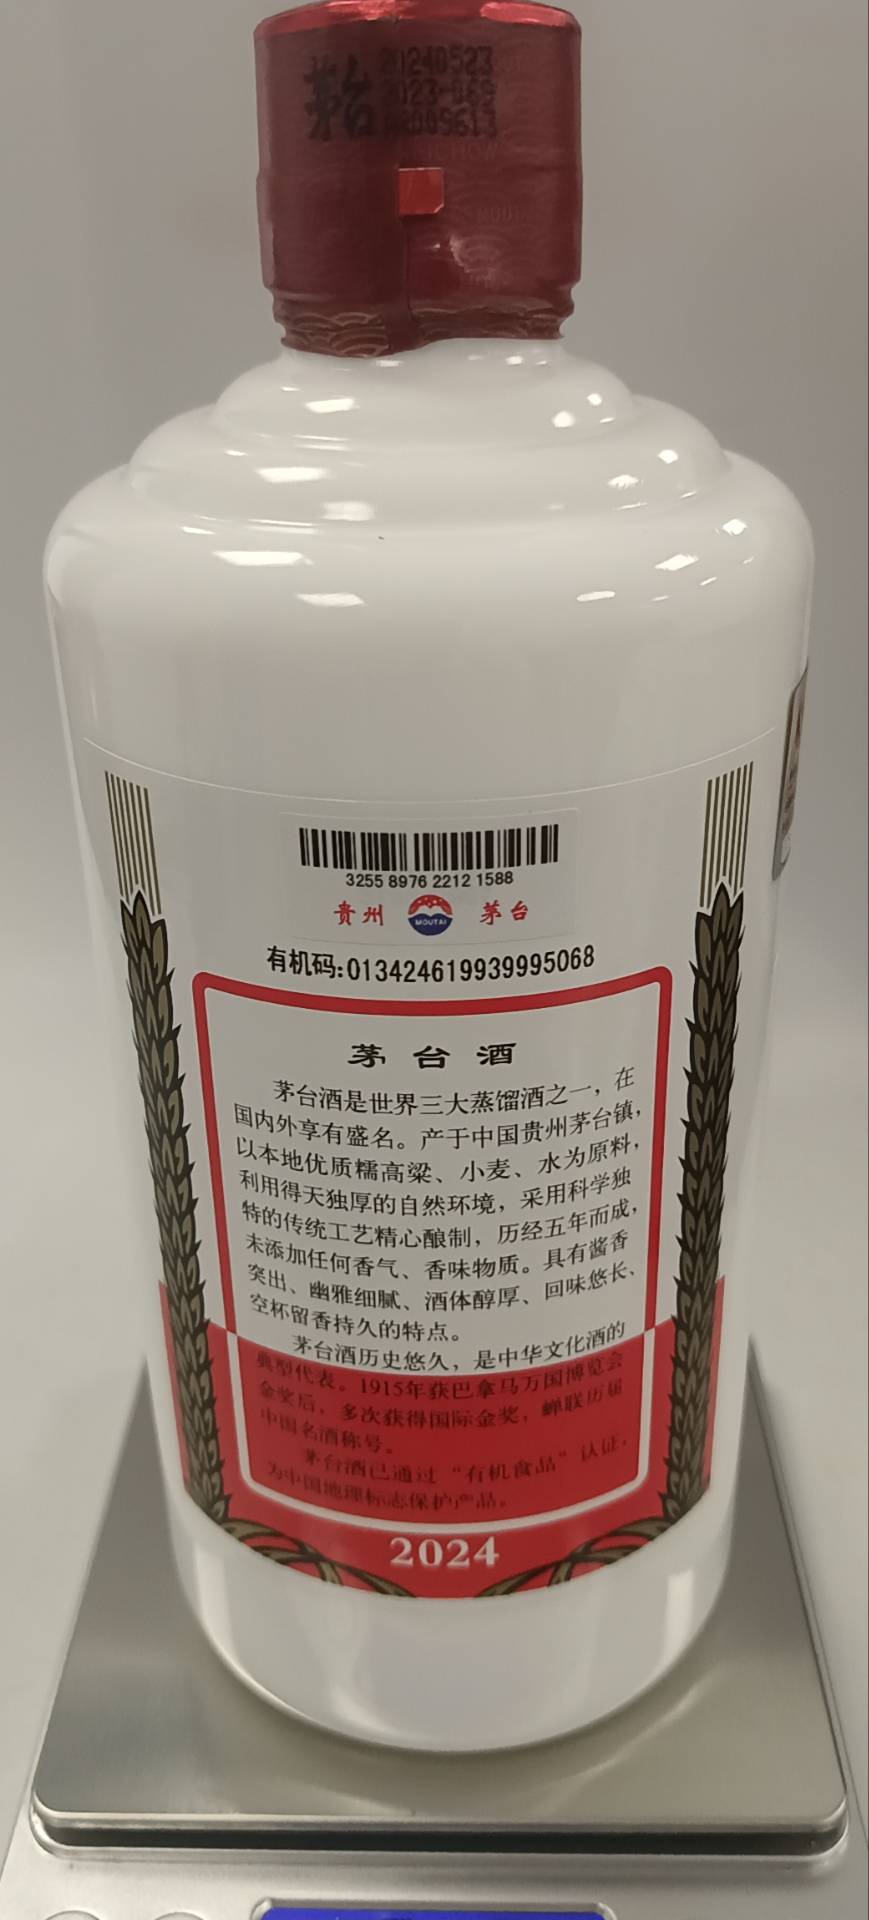 茅台
20240523
2023-069
3255 8976 2212 1588
贵州 MOUTAI 茅台
有机码:013424619939995068
茅台酒
茅台酒是世界三大蒸馏酒之一，在
国内外享有盛名。产于中国贵州茅台镇，
以本地优质糯高粱、小麦、水为原料，
利用得天独厚的自然环境，采用科学独
特的传统工艺精心酿制，历经五年而成，
未添加任何香气、香味物质。具有酱香
突出、幽雅细腻、酒体醇厚、回味悠长、
空杯留香持久的特点。
茅台酒历史悠久，是中华文化酒的
典型代表。1915年获巴拿马万国博览会
金奖后，多次获得国际金奖，蝉联历届
中国名酒称号。
茅台酒已通过“有机食品”认证，
为中国地理标志保护产品。
2024